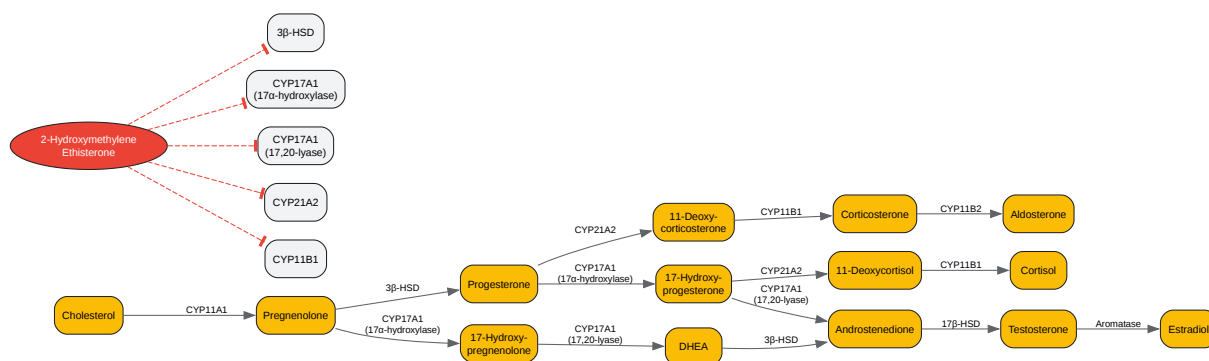 3β-HSD
CYP17A1
(17α-hydroxylase)
2-Hydroxymethylene
Ethisterone
CYP17A1
(17,20-lyase)
CYP21A2
CYP11B1
Cholesterol
CYP11A1
Pregnenolone
3β-HSD
CYP17A1
(17α-hydroxylase)
Progesterone
17-Hydroxy-
pregnenolone
CYP21A2
CYP17A1
(17α-hydroxylase)
CYP17A1
(17,20-lyase)
11-Deoxy-
corticosterone
17-Hydroxy-
progesterone
DHEA
CYP11B1
CYP21A2
CYP17A1
(17,20-lyase)
3β-HSD
Corticosterone
11-Deoxycortisol
Androstenedione
CYP11B2
CYP11B1
17β-HSD
Aldosterone
Cortisol
Testosterone
Aromatase
Estradiol